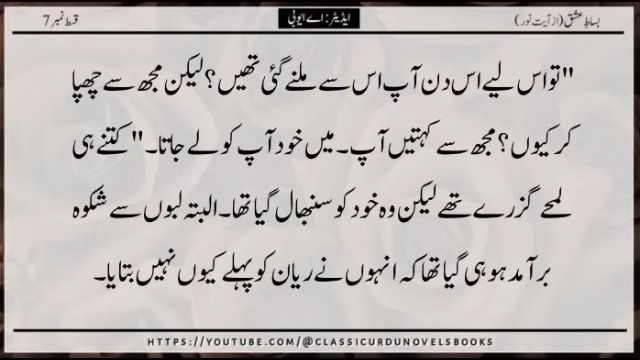 بساطِ عشق (از آیت نور)
ایڈیٹر: اے ایوبی
قسط نمبر 7
"تو اس لیے اس دن آپ اس سے ملنے گئی تھیں؟ لیکن مجھ سے چھپا
کر کیوں؟ مجھ سے کہتیں آپ۔ میں خود آپ کو لے جاتا۔" کتنے ہی
لمحے گزرے تھے لیکن وہ خود کو سنبھال گیا تھا۔ البتہ لبوں سے شکوہ
برآمد ہو ہی گیا تھا کہ انہوں نے ریان کو پہلے کیوں نہیں بتایا۔
HTTPS://YOUTUBE.COM/@CLASSICURDUNOVELSBOOKS